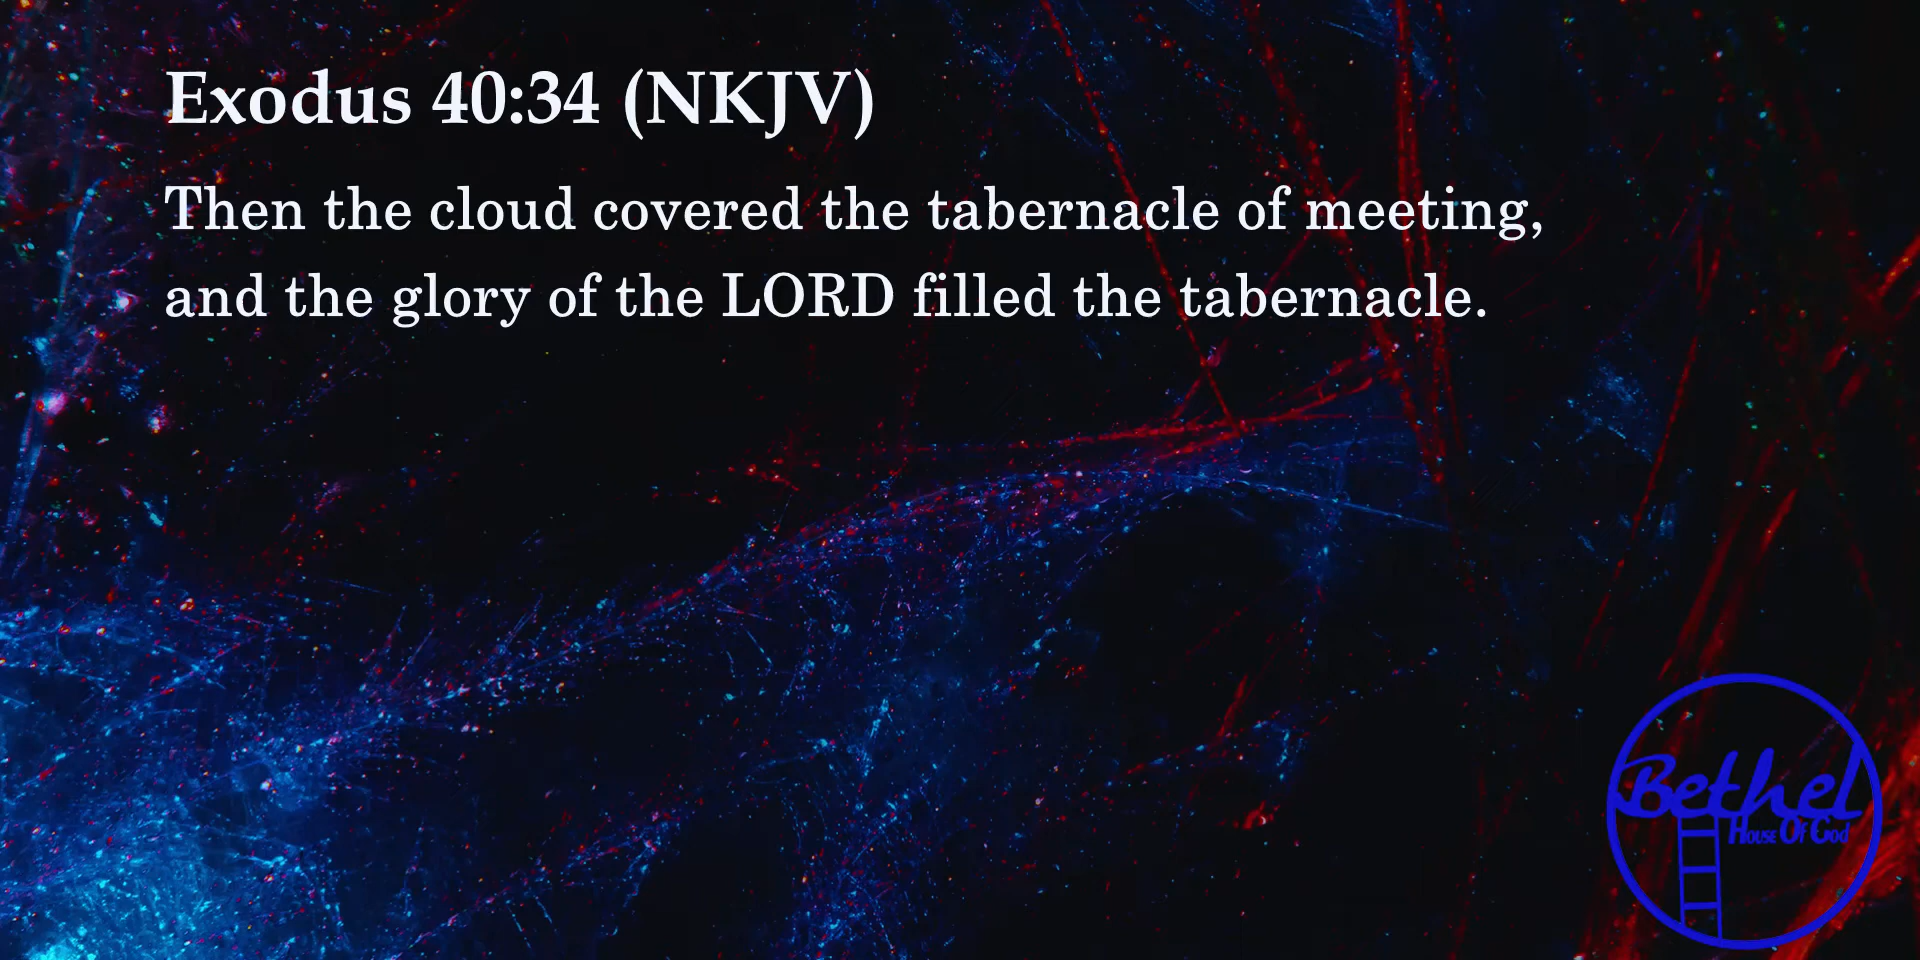 Exodus 40:34 (NKJV)
Then the cloud covered the tabernacle of meeting,
and the glory of the LORD filled the tabernacle.
Bethel
House Of God